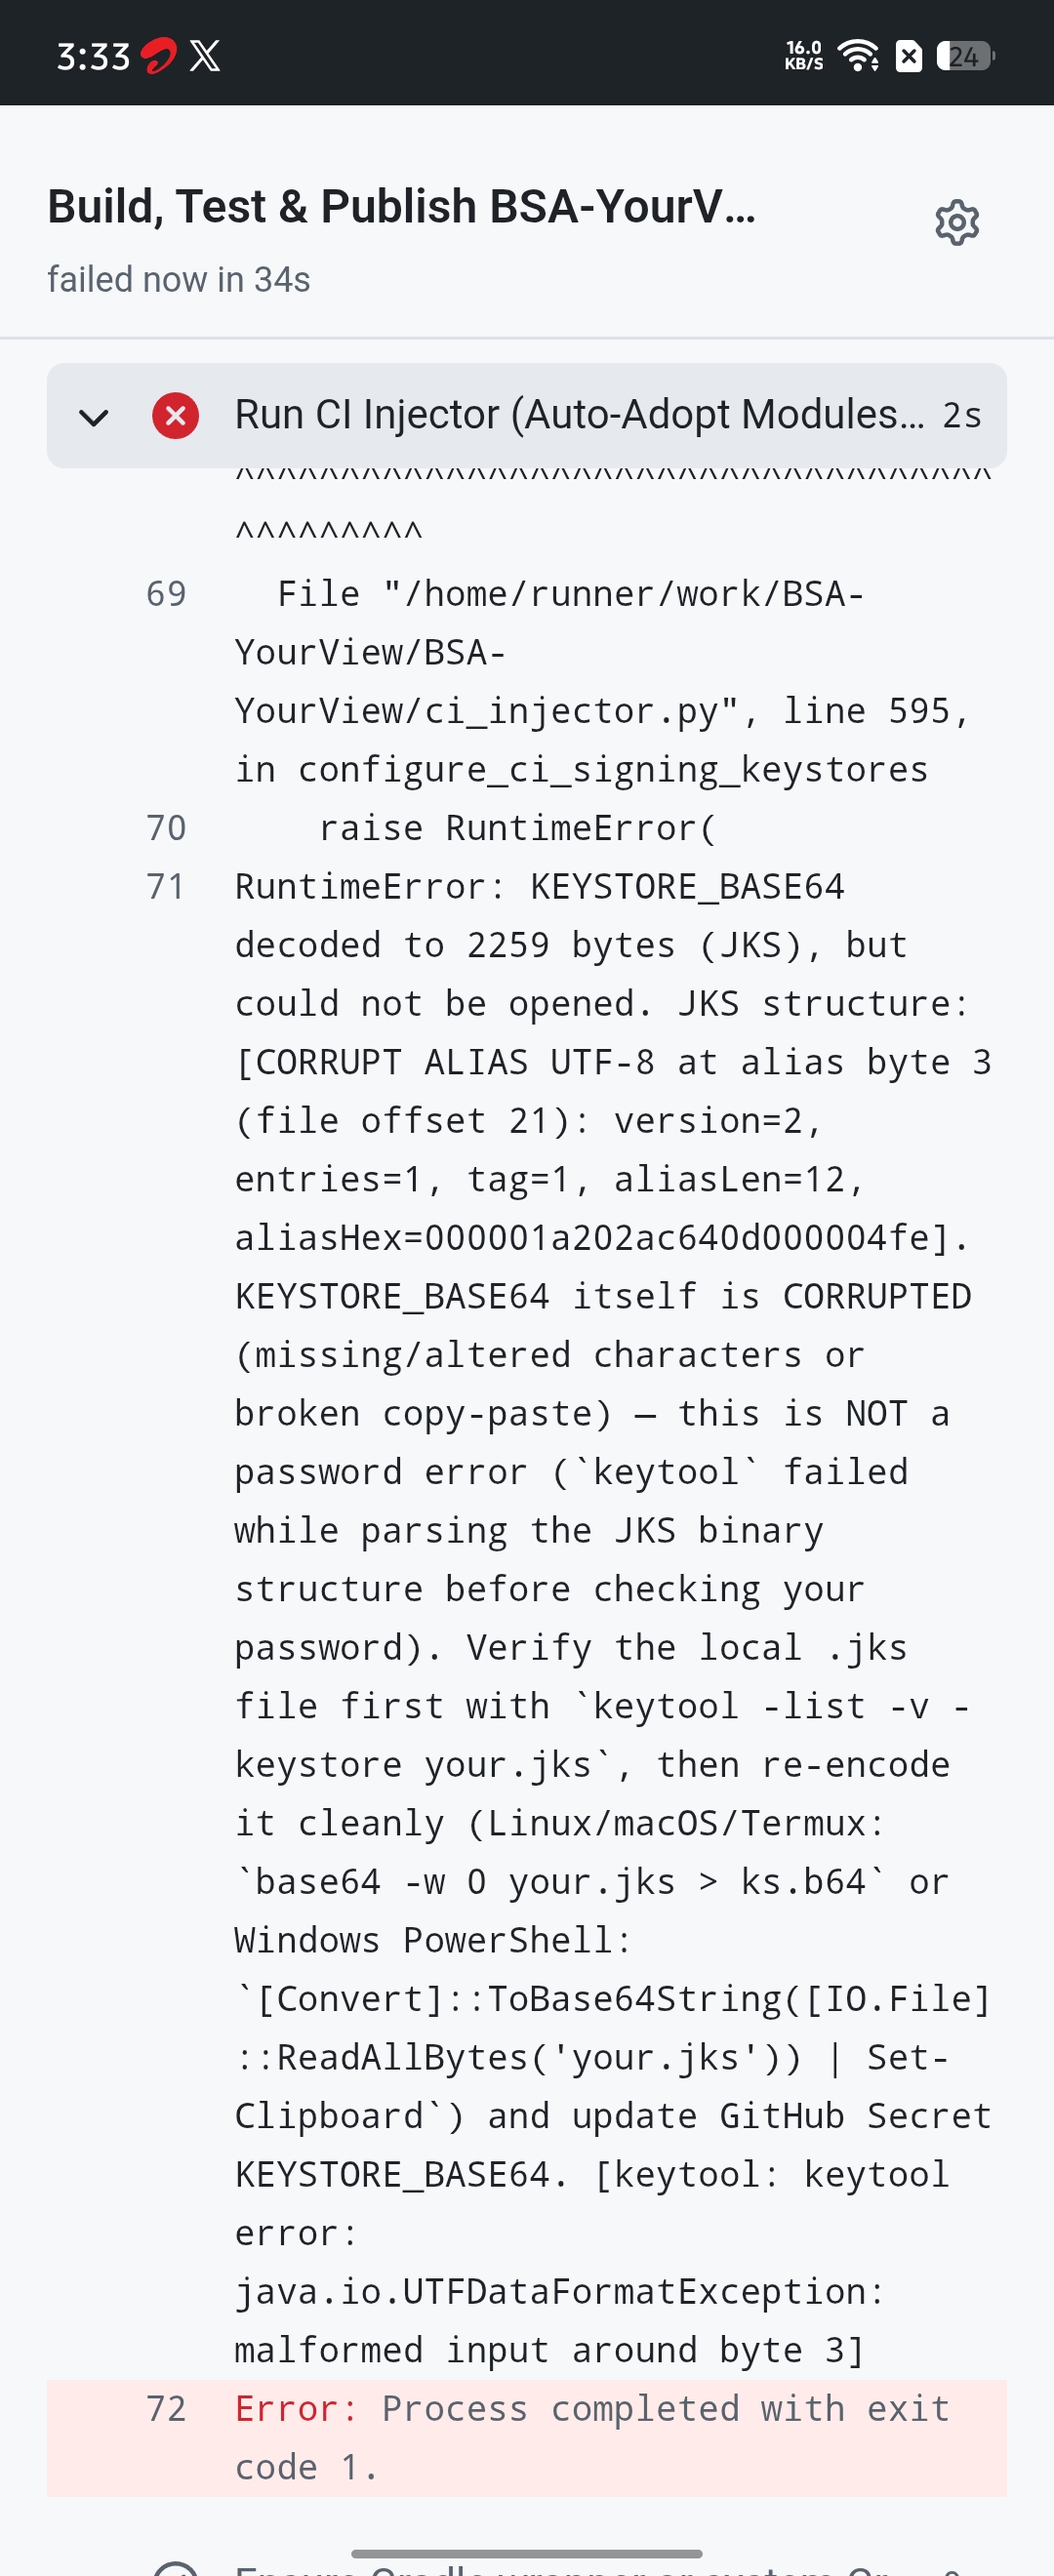 3:33
16.0
KB/S
24
Build, Test & Publish BSA-YourV...
failed now in 34s
Run CI Injector (Auto-Adopt Modules... 2s
^^^^^^^^^^^^^^^^^^^^^^^^^^^^^^^^^^^^
^^^^^^^^^
69 File "/home/runner/work/BSA-
YourView/BSA-
YourView/ci_injector.py", line 595,
in configure_ci_signing_keystores
70 raise RuntimeError(
71 RuntimeError: KEYSTORE_BASE64
decoded to 2259 bytes (JKS), but
could not be opened. JKS structure:
[CORRUPT ALIAS UTF-8 at alias byte 3
(file offset 21): version=2,
entries=1, tag=1, aliasLen=12,
aliasHex=000001a202ac640d000004fe].
KEYSTORE_BASE64 itself is CORRUPTED
(missing/altered characters or
broken copy-paste) — this is NOT a
password error (`keytool` failed
while parsing the JKS binary
structure before checking your
password). Verify the local .jks
file first with `keytool -list -v -
keystore your.jks`, then re-encode
it cleanly (Linux/macOS/Termux:
`base64 -w 0 your.jks > ks.b64` or
Windows PowerShell:
`[Convert]::ToBase64String([IO.File]
::ReadAllBytes('your.jks')) | Set-
Clipboard`) and update GitHub Secret
KEYSTORE_BASE64. [keytool: keytool
error:
java.io.UTFDataFormatException:
malformed input around byte 3]
72 Error: Process completed with exit
code 1.